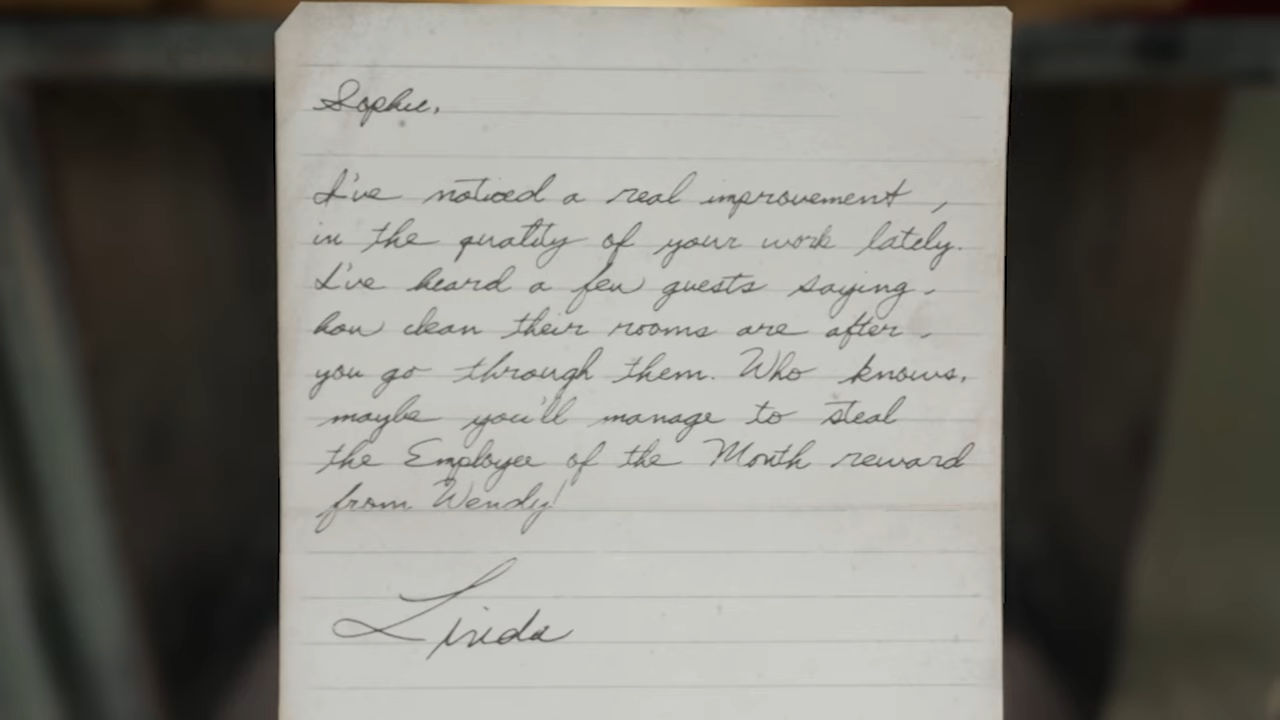 Sophie,
I've noticed a real improvement,
in the quality of your work lately.
I've heard a few guests saying
how clean their rooms are after
you go through them. Who knows,
maybe you'll manage to steal
the Employee of the Month reward
from Wendy!
Linda